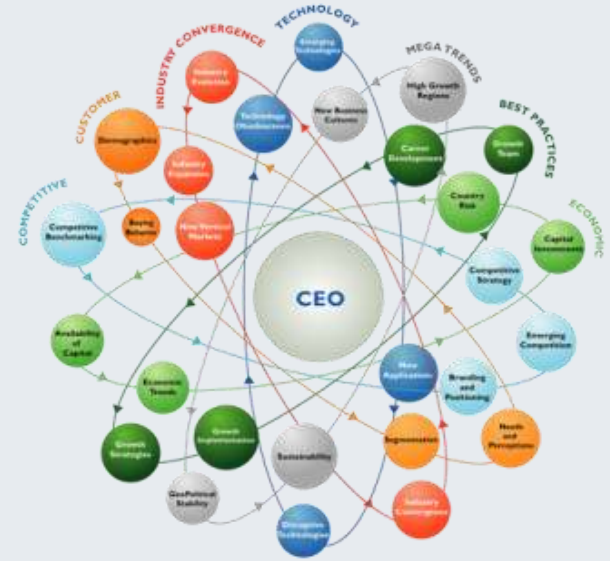 TECHNOLOGY
INDUSTRY CONVERGENCE
MEGA TRENDS
CUSTOMER
BEST PRACTICES
COMPETITIVE
ECONOMIC
Emerging
Technologies
Industry
Evolution
High Growth
Regions
New Business
Cultures
Technology
Obsolescence
Demographics
Career
Development
Growth
Team
Industry
Expansion
Country
Risk
Buying
Behavior
New Vertical
Markets
Competitive
Benchmarking
Capital
Investments
Competitive
Strategy
CEO
Availability
of
Capital
Emerging
Competition
Economic
Trends
New
Applications
Branding
and
Positioning
Growth
Strategies
Growth
Implementation
Segmentation
Needs
and
Perceptions
Sustainability
GeoPolitical
Stability
Industry
Convergence
Disruptive
Technologies